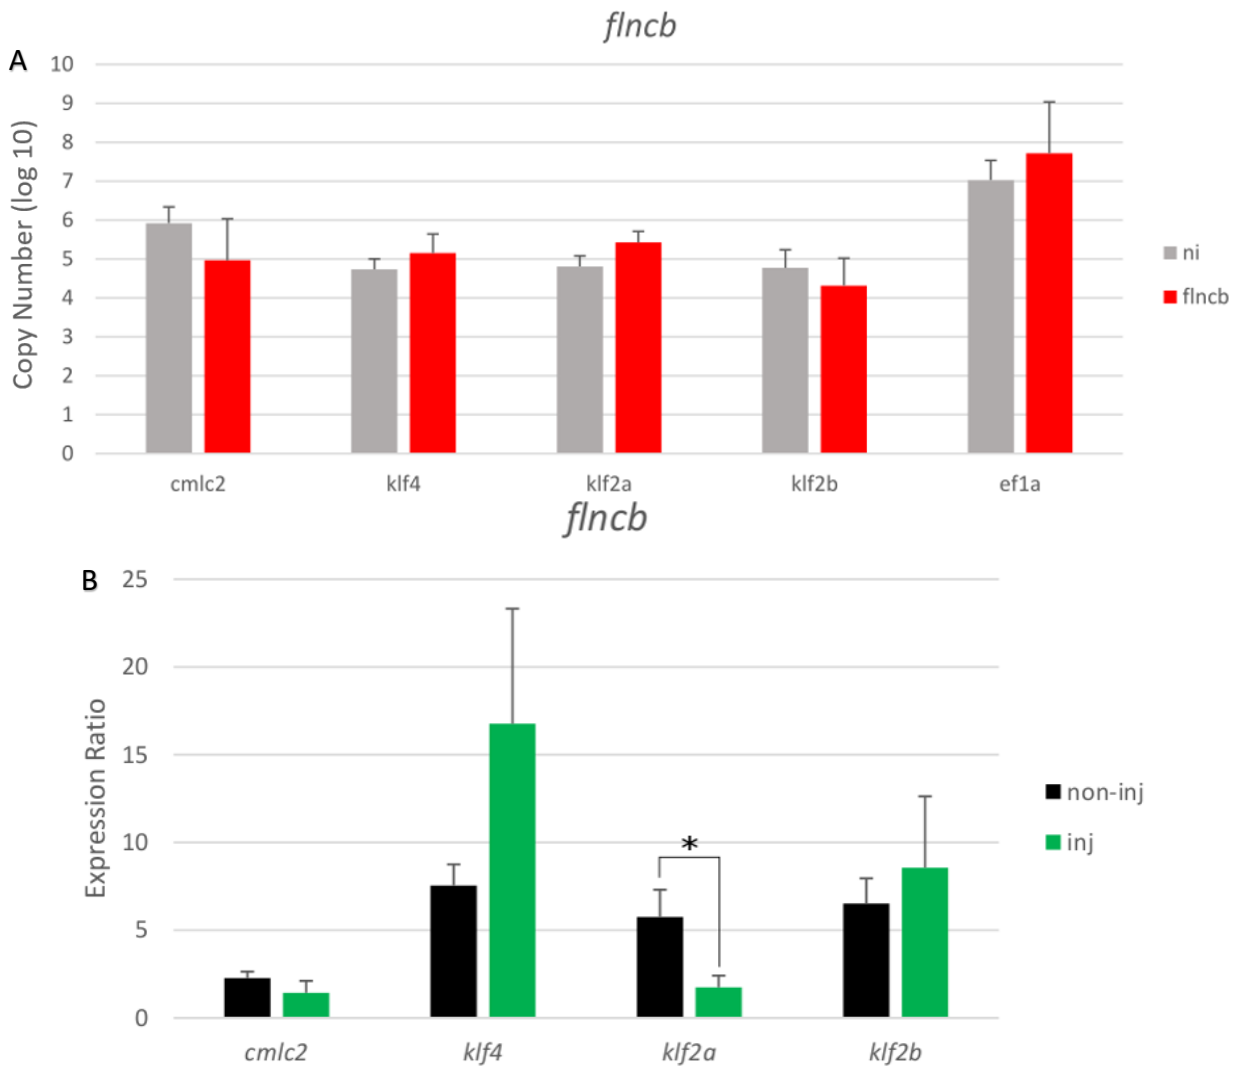 flncb
A
Copy Number (log 10)
10
9
8
7
6
5
4
3
2
1
0
cmlc2 klf4 klf2a klf2b ef1a
ni
flncb
flncb
B
Expression Ratio
25
20
15
10
5
0
*
cmlc2 klf4 klf2a klf2b
non-inj
inj